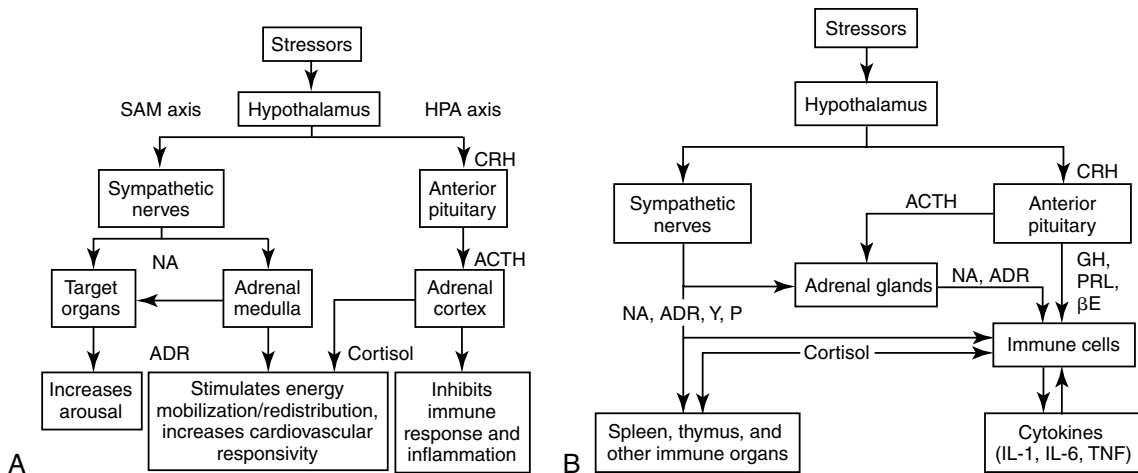 Stressors
SAM axis
Hypothalamus
HPA axis
CRH
Sympathetic
nerves
Anterior
pituitary
NA
ACTH
Target
organs
Adrenal
medulla
Adrenal
cortex
ADR
Cortisol
Increases
arousal
Stimulates energy
mobilization/redistribution,
increases cardiovascular
responsivity
Inhibits
immune
response and
inflammation
A
Stressors
Hypothalamus
CRH
Sympathetic
nerves
ACTH
Anterior
pituitary
Adrenal glands
NA, ADR
GH,
PRL,
βE
NA, ADR, Y, P
Immune cells
Cortisol
Spleen, thymus, and
other immune organs
Cytokines
(IL-1, IL-6, TNF)
B